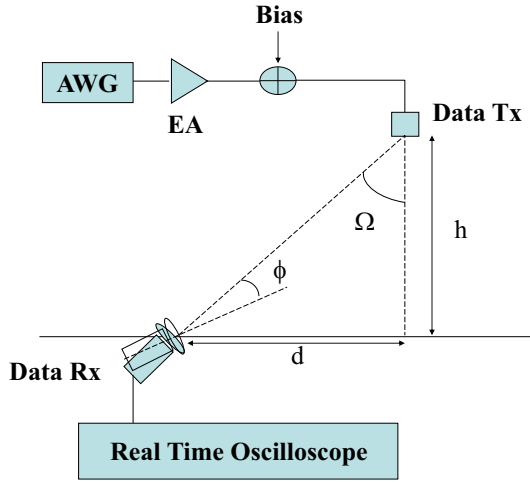 Bias
AWG
EA
Data Tx
Ω
h
ϕ
d
Data Rx
Real Time Oscilloscope